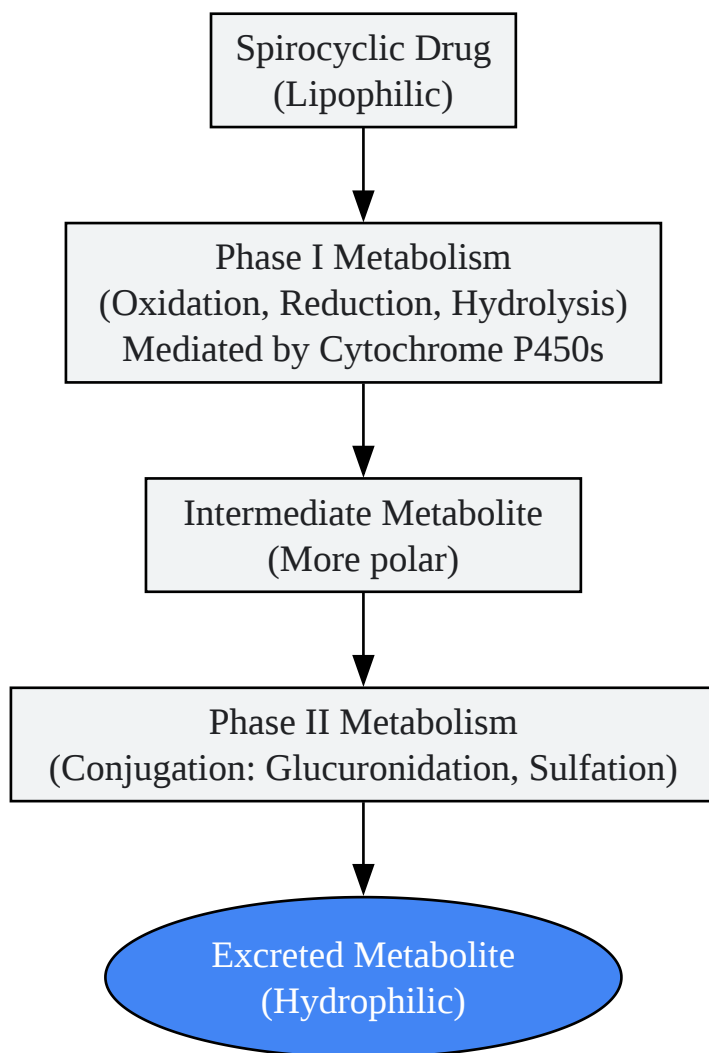 Spirocyclic Drug
(Lipophilic)
Phase I Metabolism
(Oxidation, Reduction, Hydrolysis)
Mediated by Cytochrome P450s
Intermediate Metabolite
(More polar)
Phase II Metabolism
(Conjugation: Glucuronidation, Sulfation)
Excreted Metabolite
(Hydrophilic)